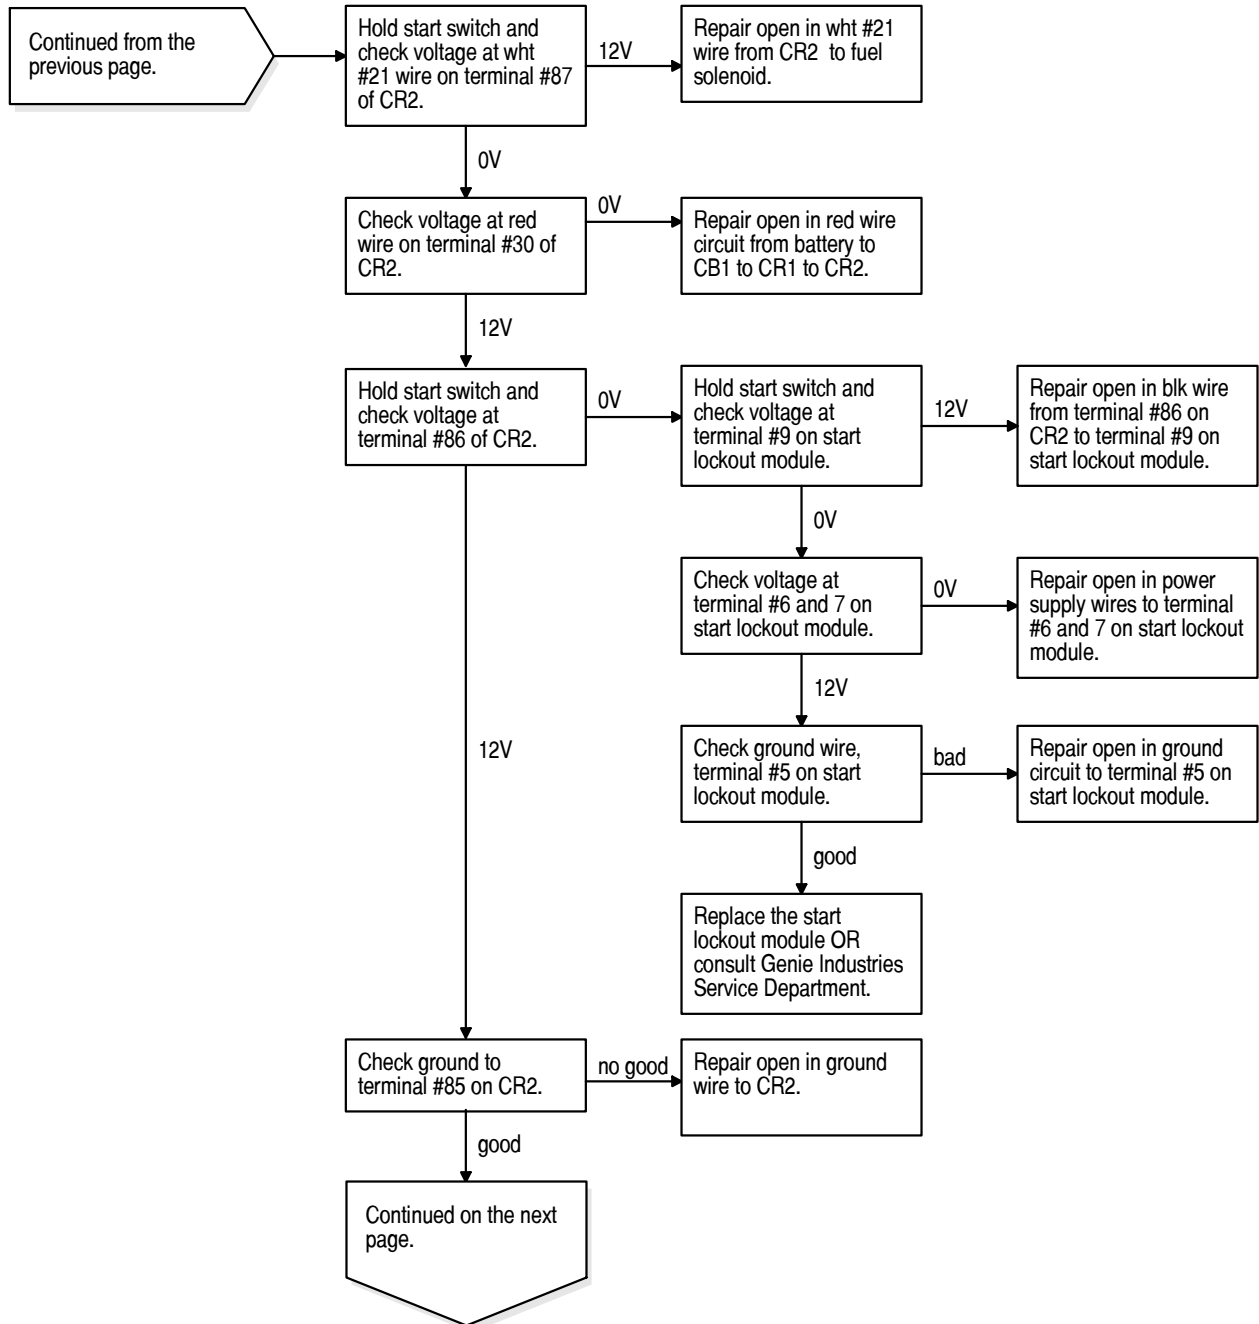 Continued from the
previous page.
Hold start switch and
check voltage at wht
#21 wire on terminal #87
of CR2.
12V
Repair open in wht #21
wire from CR2 to fuel
solenoid.
0V
Check voltage at red
wire on terminal #30 of
CR2.
0V
Repair open in red wire
circuit from battery to
CB1 to CR1 to CR2.
12V
Hold start switch and
check voltage at
terminal #86 of CR2.
0V
Hold start switch and
check voltage at
terminal #9 on start
lockout module.
12V
Repair open in blk wire
from terminal #86 on
CR2 to terminal #9 on
start lockout module.
0V
Check voltage at
terminal #6 and 7 on
start lockout module.
0V
Repair open in power
supply wires to terminal
#6 and 7 on start lockout
module.
12V
12V
Check ground wire,
terminal #5 on start
lockout module.
bad
Repair open in ground
circuit to terminal #5 on
start lockout module.
good
Replace the start
lockout module OR
consult Genie Industries
Service Department.
Check ground to
terminal #85 on CR2.
no good
Repair open in ground
wire to CR2.
good
Continued on the next
page.